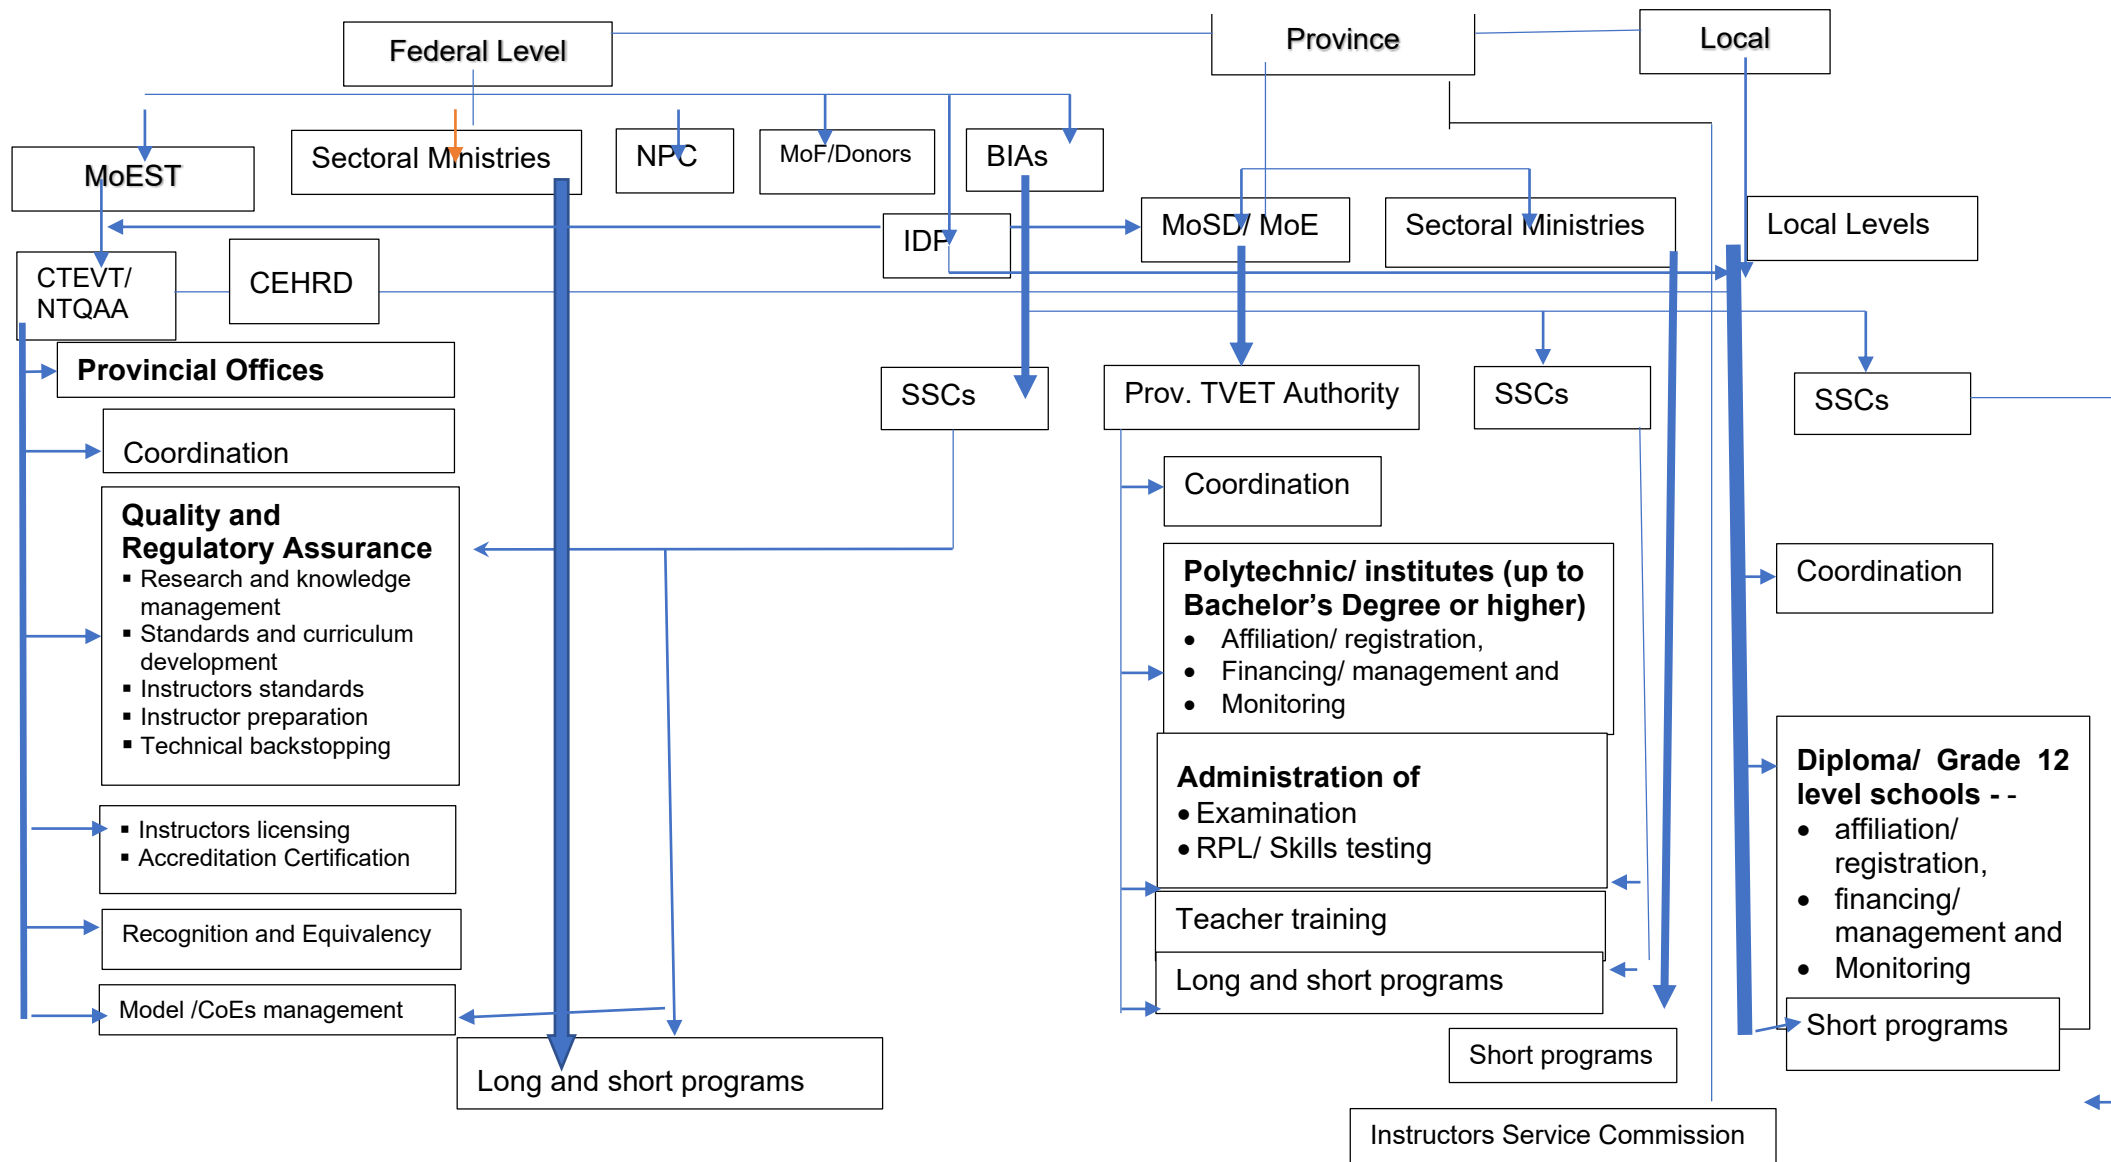 Federal Level
Province
Local
MoEST
Sectoral Ministries
NPC
MoF/Donors
BIAs
IDP
MoSD/ MoE
Sectoral Ministries
Local Levels
CTEVT/
NTQAA
CEHRD
Provincial Offices
SSCs
Prov. TVET Authority
SSCs
SSCs
Coordination
Quality and
Regulatory Assurance
▪ Research and knowledge
management
▪ Standards and curriculum
development
▪ Instructors standards
▪ Instructor preparation
▪ Technical backstopping
▪ Instructors licensing
▪ Accreditation Certification
Recognition and Equivalency
Model /CoEs management
Long and short programs
Coordination
Polytechnic/ institutes (up to
Bachelor’s Degree or higher)
• Affiliation/ registration,
• Financing/ management and
• Monitoring
Administration of
• Examination
• RPL/ Skills testing
Teacher training
Long and short programs
Short programs
Instructors Service Commission
Coordination
Diploma/ Grade 12
level schools - -
• affiliation/
registration,
• financing/
management and
• Monitoring
Short programs